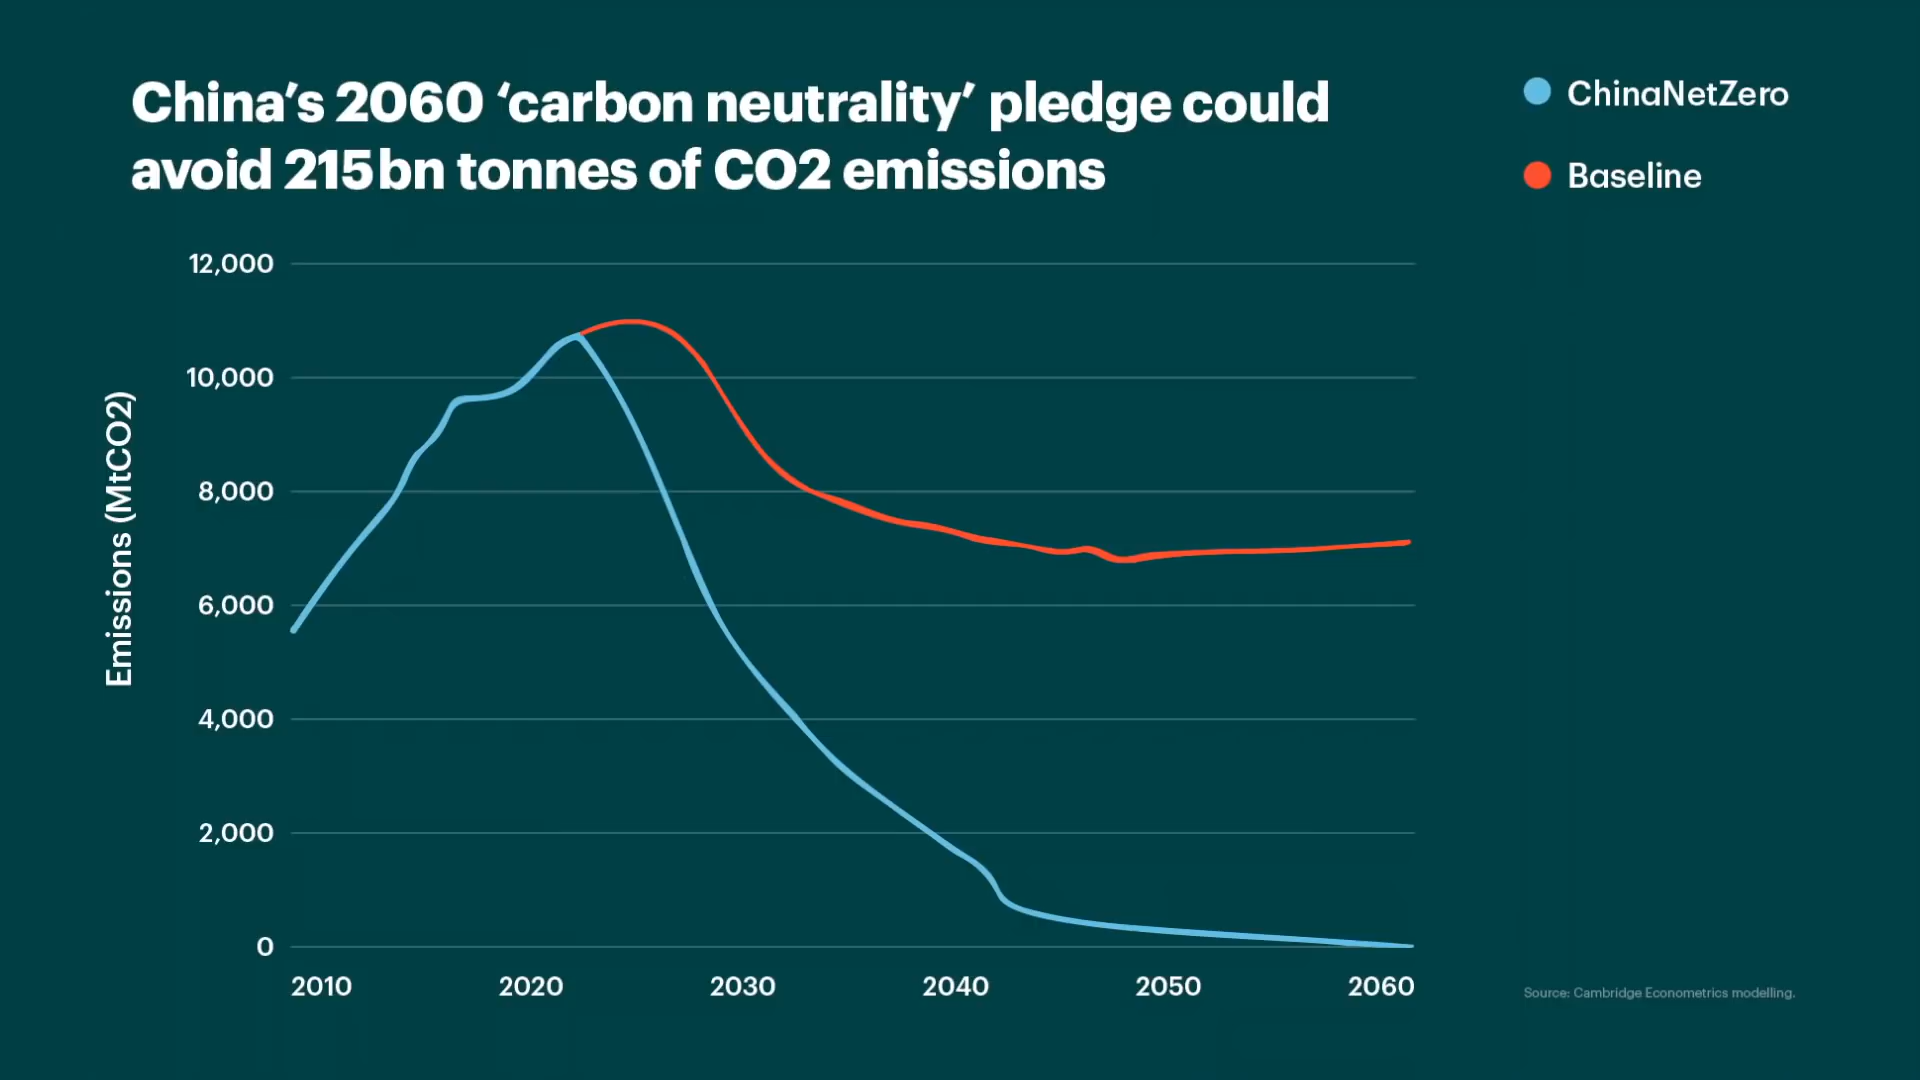 China’s 2060 ‘carbon neutrality’ pledge could
avoid 215bn tonnes of CO2 emissions
ChinaNetZero
Baseline
Emissions (MtCO2)
12,000
10,000
8,000
6,000
4,000
2,000
0
2010 2020 2030 2040 2050 2060
Source: Cambridge Econometrics modelling.